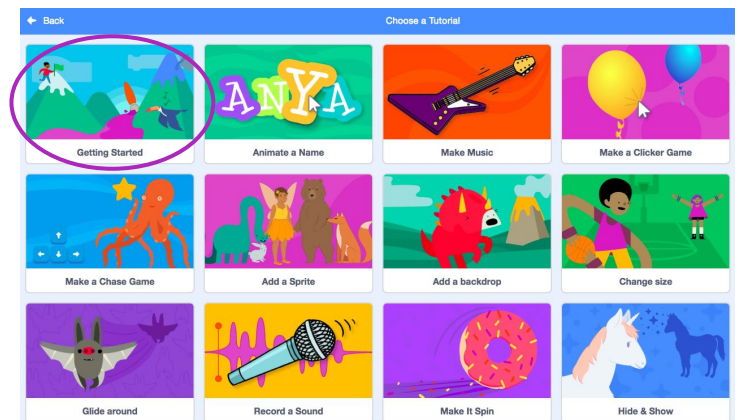 Back
Choose a Tutorial
ANYA
Getting Started
Animate a Name
Make Music
Make a Clicker Game
Make a Chase Game
Add a Sprite
Add a backdrop
Change size
Glide around
Record a Sound
Make It Spin
Hide & Show